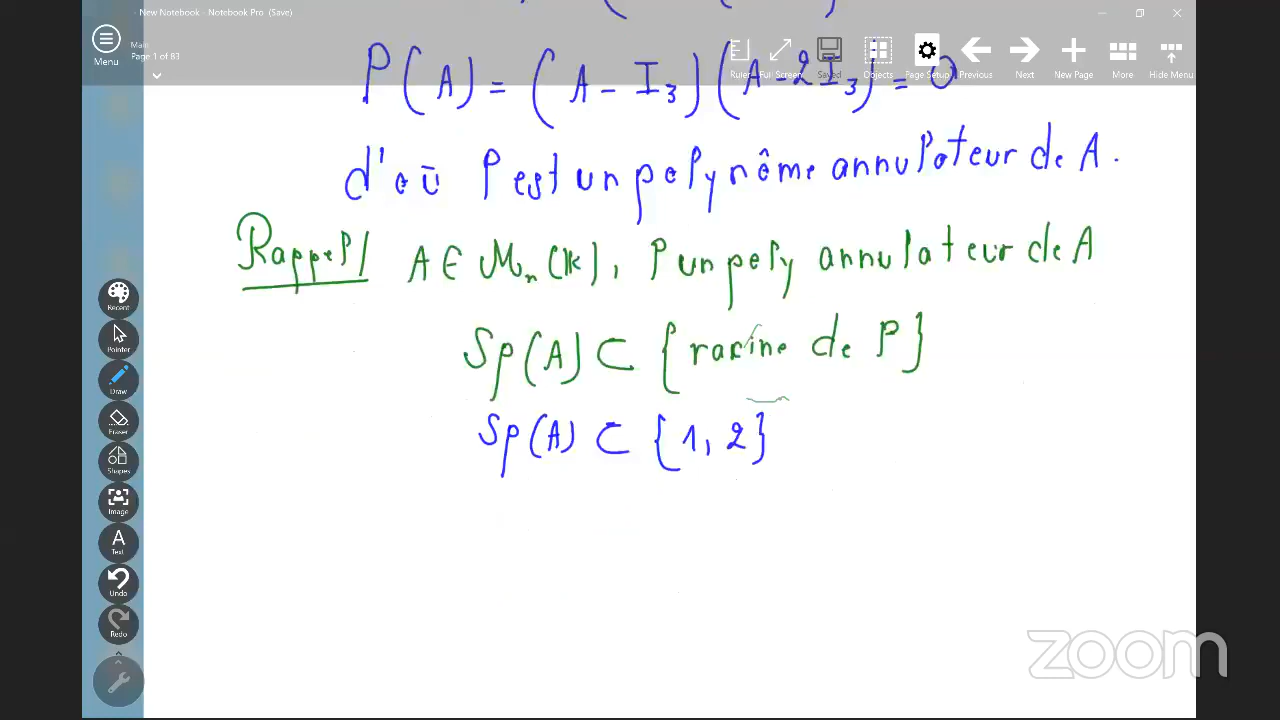 New Notebook - Notebook Pro (Save)
Menu
Main
Page 1 of 83
Ruler
Full Screen
Saved
Objects
Page Setup
Previous
Next
New Page
More
Hide Menu
P(A) = (A - I₃)(A - 2I₃) = 0
d'où P est un polynôme annulateur de A.
Rappel/ A ∈ Mₙ(K), P un poly annulateur de A
Sp(A) ⊂ {racine de P}
Sp(A) ⊂ {1, 2}
Recent
Pointer
Draw
Eraser
Shapes
Image
A
Text
Undo
Redo
zoom